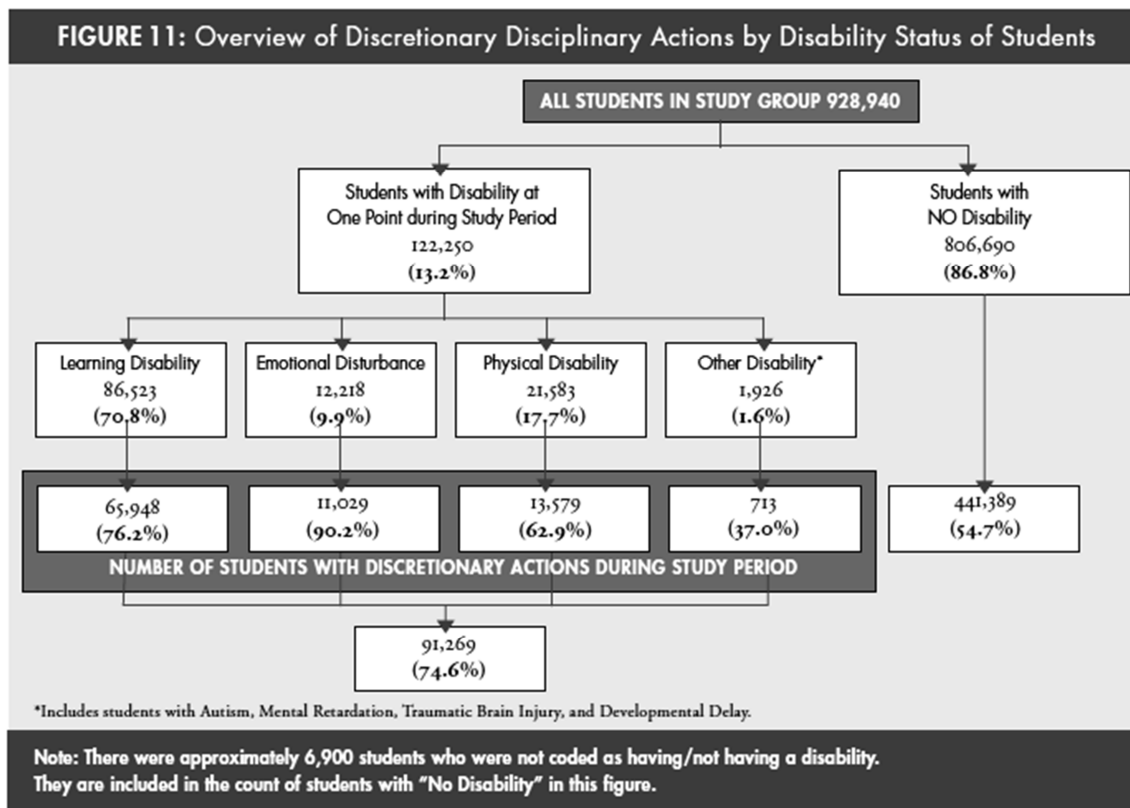 FIGURE 11: Overview of Discretionary Disciplinary Actions by Disability Status of Students
ALL STUDENTS IN STUDY GROUP 928,940
Students with Disability at
One Point during Study Period
122,250
(13.2%)
Students with
NO Disability
806,690
(86.8%)
Learning Disability
86,523
(70.8%)
Emotional Disturbance
12,218
(9.9%)
Physical Disability
21,583
(17.7%)
Other Disability*
1,926
(1.6%)
65,948
(76.2%)
11,029
(90.2%)
13,579
(62.9%)
713
(37.0%)
441,389
(54.7%)
NUMBER OF STUDENTS WITH DISCRETIONARY ACTIONS DURING STUDY PERIOD
91,269
(74.6%)
*Includes students with Autism, Mental Retardation, Traumatic Brain Injury, and Developmental Delay.
Note: There were approximately 6,900 students who were not coded as having/not having a disability.
They are included in the count of students with “No Disability” in this figure.